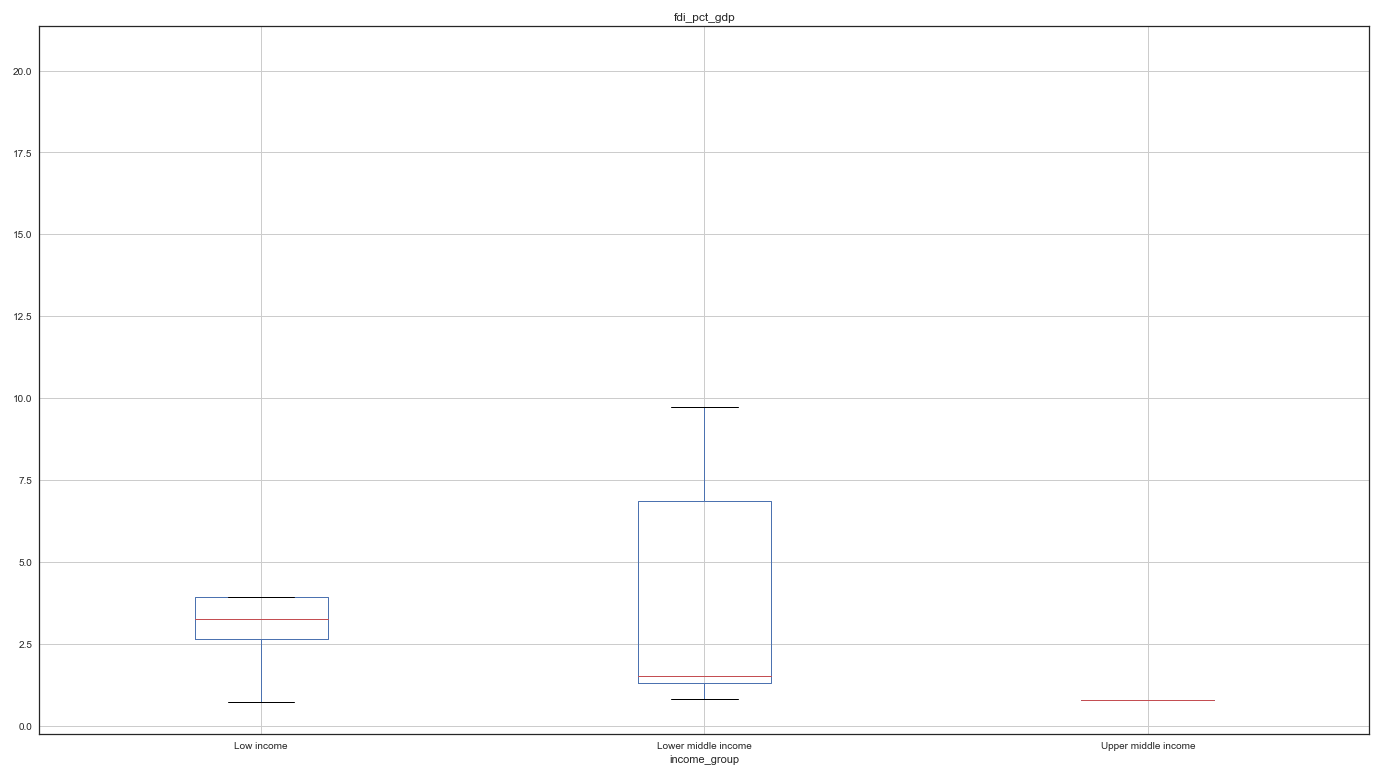 fdi_pct_gdp
20.0
17.5
15.0
12.5
10.0
7.5
5.0
2.5
0.0
Low income
Lower middle income
Upper middle income
income_group